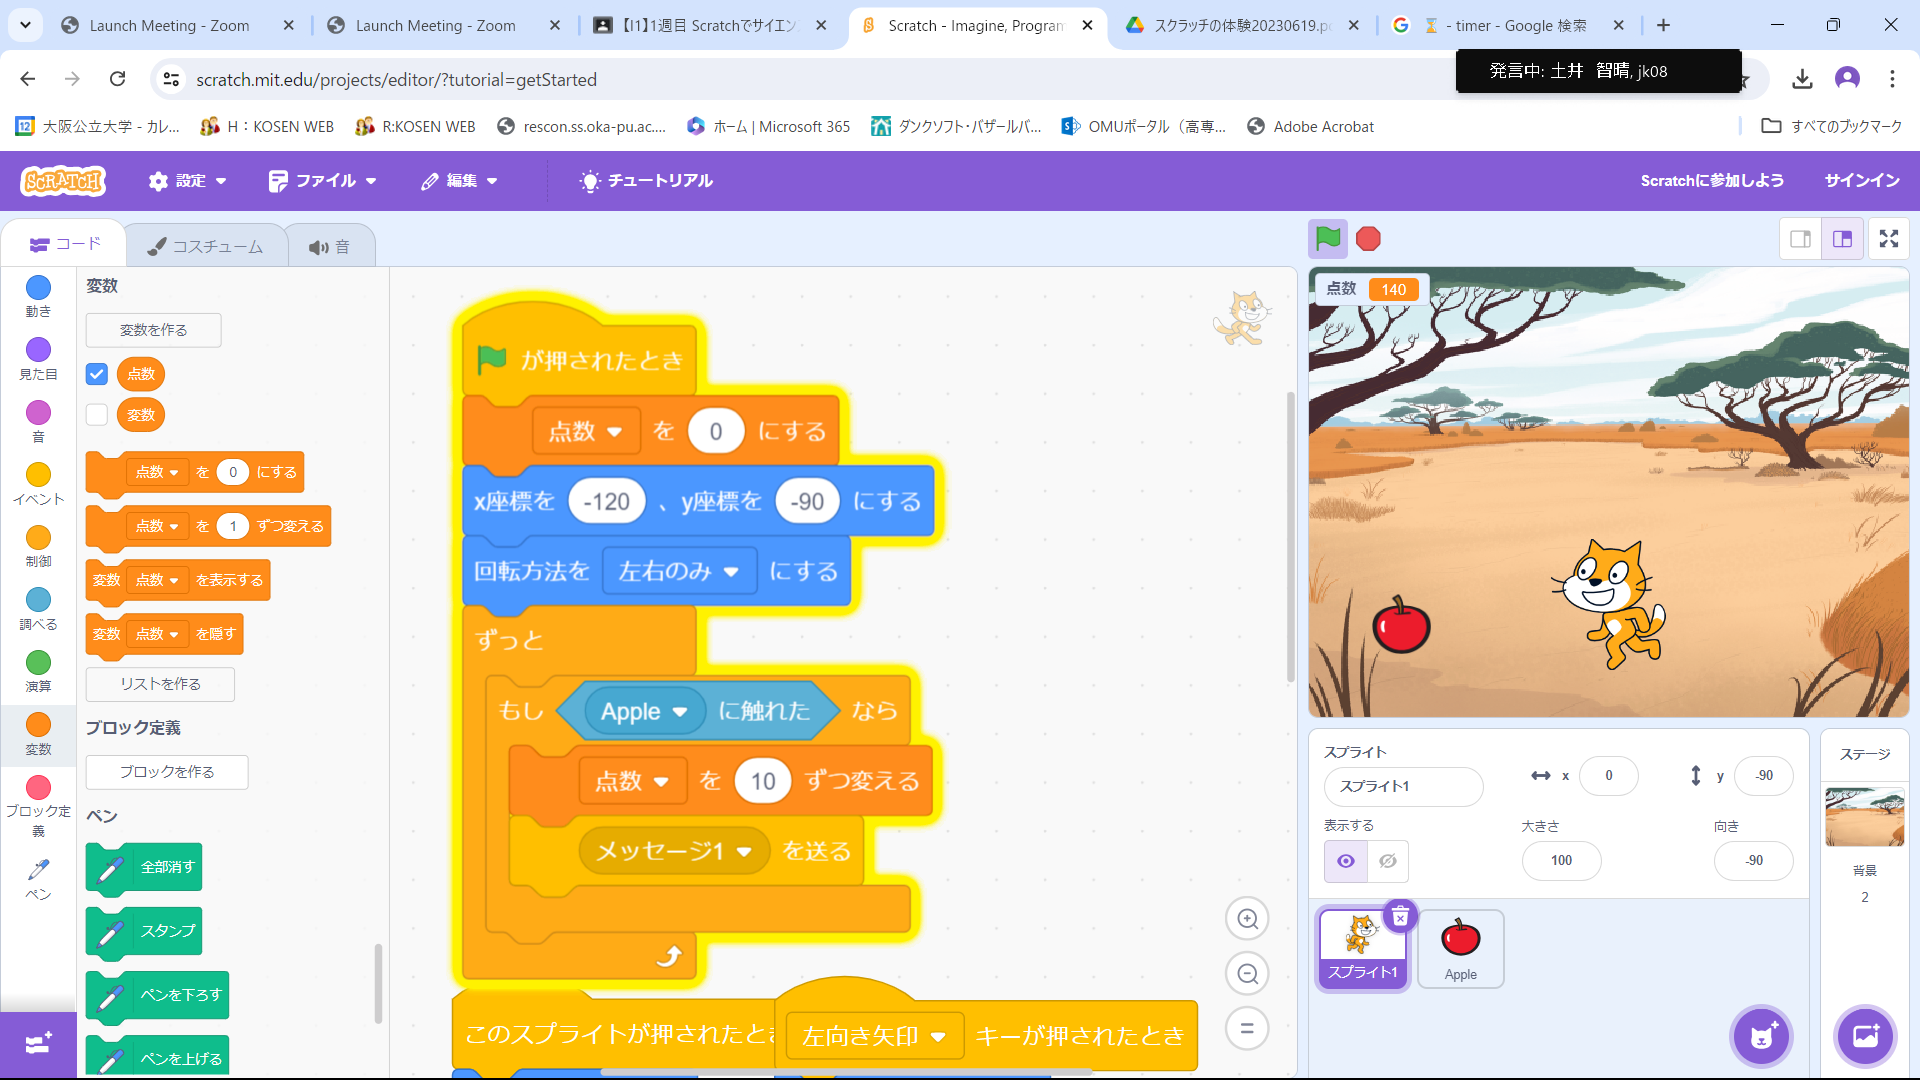 Launch Meeting - Zoom
Launch Meeting - Zoom
【I1】1週目 Scratchでサイエン
Scratch - Imagine, Program
スクラッチの体験20230619.pc
⌛ - timer - Google 検索
scratch.mit.edu/projects/editor/?tutorial=getStarted
発言中: 土井 智晴, jk08
12
大阪公立大学 - カレ...
H：KOSEN WEB
R:KOSEN WEB
rescon.ss.oka-pu.ac....
ホーム | Microsoft 365
ダンクソフト・バザールバ...
OMUポータル（高専...
Adobe Acrobat
すべてのブックマーク
SCRATCH
設定
ファイル
編集
チュートリアル
Scratchに参加しよう
サインイン
コード
コスチューム
音
動き
見た目
音
イベント
制御
調べる
演算
変数
ブロック定義
ペン
変数
変数を作る
点数
変数
点数 を 0 にする
点数 を 1 ずつ変える
変数 点数 を表示する
変数 点数 を隠す
リストを作る
ブロック定義
ブロックを作る
ペン
全部消す
スタンプ
ペンを下ろす
ペンを上げる
が押されたとき
点数 を 0 にする
x座標を -120 、y座標を -90 にする
回転方法を 左右のみ にする
ずっと
もし Apple に触れた なら
点数 を 10 ずつ変える
メッセージ1 を送る
このスプライトが押されたとき
左向き矢印 キーが押されたとき
点数 140
スプライト
スプライト1
x 0
y -90
表示する
大きさ
100
向き
-90
スプライト1
Apple
ステージ
背景
2